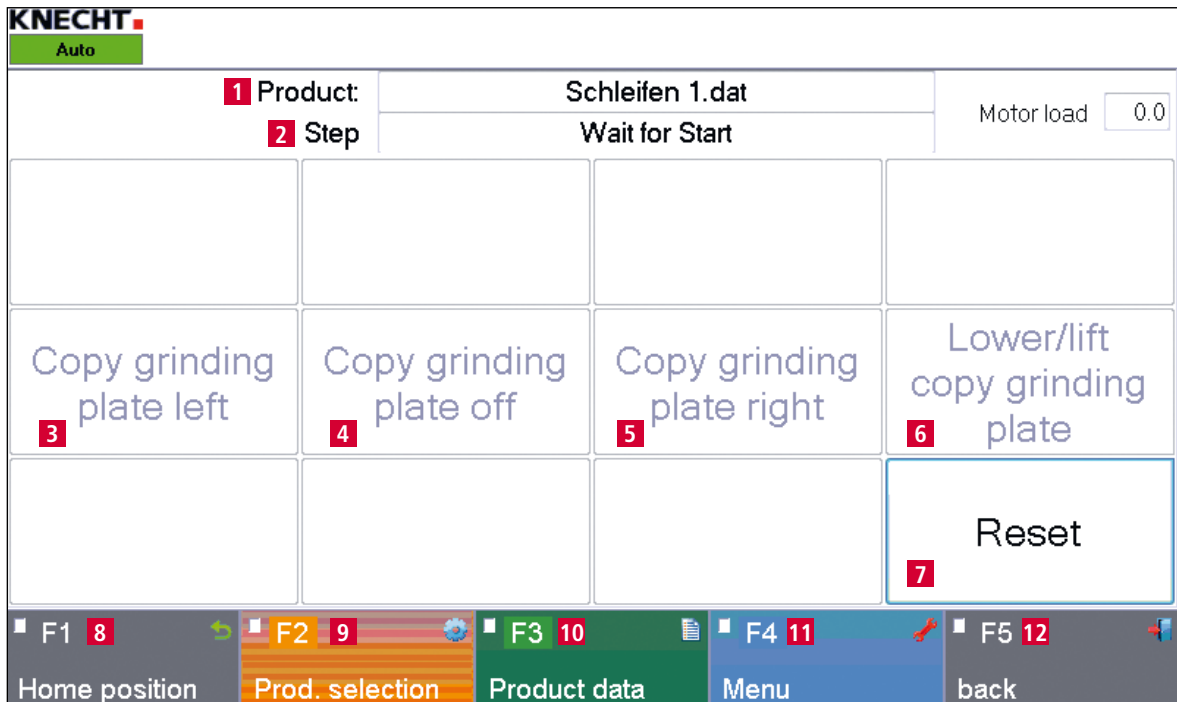 KNECHT
Auto
1 Product: Schleifen 1.dat
Motor load 0.0
2 Step Wait for Start
Copy grinding
plate left
3
Copy grinding
plate off
4
Copy grinding
plate right
5
Lower/lift
copy grinding
plate
6
Reset
7
F1 8
Home position
F2 9
Prod. selection
F3 10
Product data
F4 11
Menu
F5 12
back